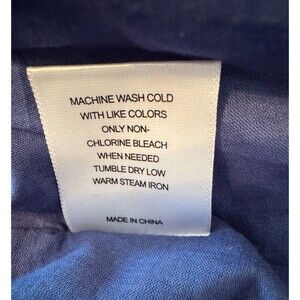 MACHINE WASH COLD
WITH LIKE COLORS
ONLY NON-
CHLORINE BLEACH
WHEN NEEDED
TUMBLE DRY LOW
WARM STEAM IRON
MADE IN CHINA